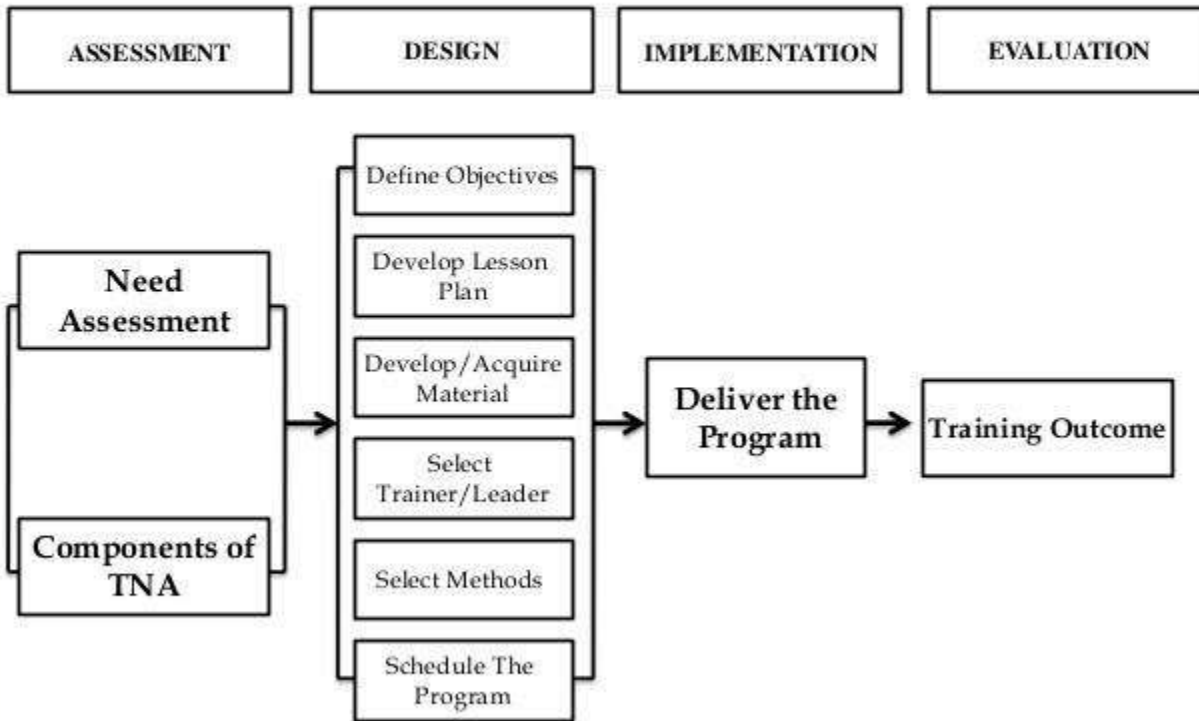 ASSESSMENT
DESIGN
IMPLEMENTATION
EVALUATION
Need
Assessment
Components of
TNA
Define Objectives
Develop Lesson
Plan
Develop/Acquire
Material
Select
Trainer/Leader
Select Methods
Schedule The
Program
Deliver the
Program
Training Outcome